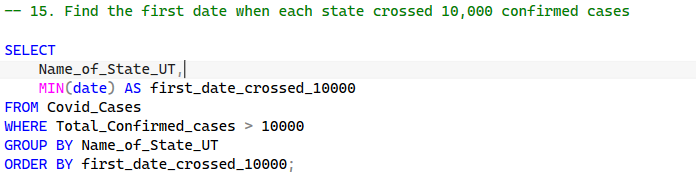 -- 15. Find the first date when each state crossed 10,000 confirmed cases
SELECT
Name_of_State_UT,
MIN(date) AS first_date_crossed_10000
FROM Covid_Cases
WHERE Total_Confirmed_cases > 10000
GROUP BY Name_of_State_UT
ORDER BY first_date_crossed_10000;